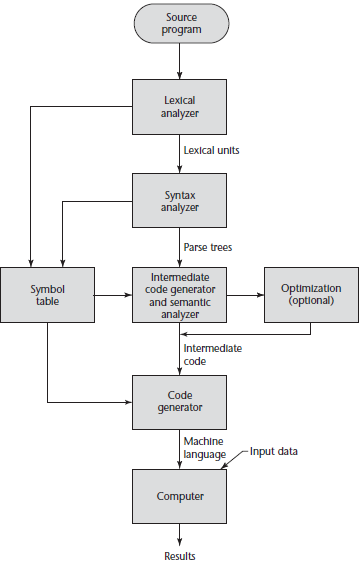 Source
program
Lexical
analyzer
Lexical units
Syntax
analyzer
Parse trees
Symbol
table
Intermediate
code generator
and semantic
analyzer
Optimization
(optional)
Intermediate
code
Code
generator
Machine
language
Input data
Computer
Results